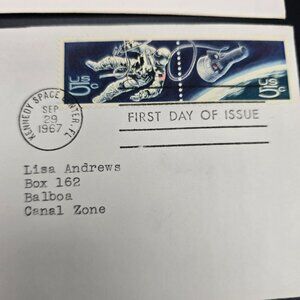 US 5c
US 5c
KENNEDY SPACE CENTER, FL
SEP
29
1967
FIRST DAY OF ISSUE
Lisa Andrews
Box 162
Balboa
Canal Zone